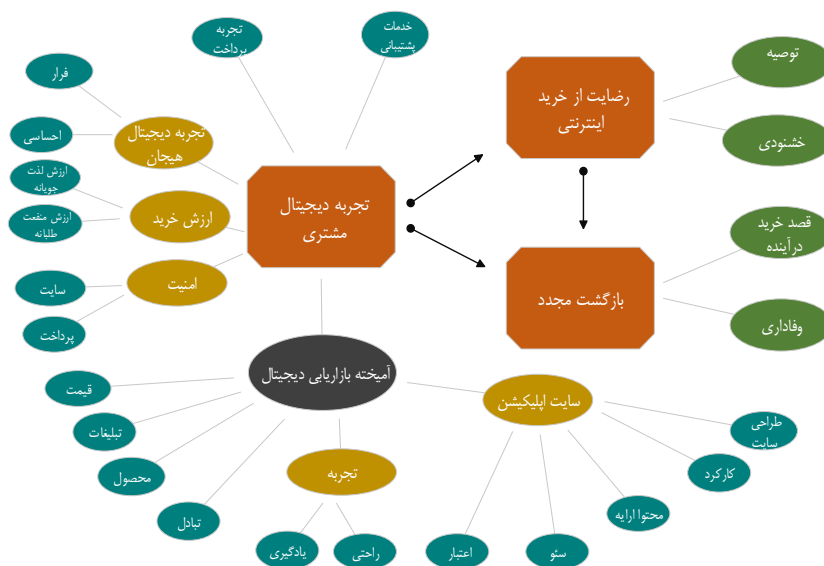 خدمات
پشتیبانی
تجربه
پرداخت
فرار
احساسی
تجربه دیجیتال
هیجان
ارزش لذت
جویانه
ارزش منفعت
طلبانه
ارزش خرید
سایت
پرداخت
امنیت
تجربه دیجیتال
مشتری
رضایت از خرید
اینترنتی
توصیه
خشنودی
بازگشت مجدد
قصد خرید
درآینده
وفاداری
آمیخته بازاریابی دیجیتال
قیمت
تبلیغات
محصول
تبادل
تجربه
یادگیری
راحتی
سایت اپلیکیشن
طراحی
سایت
کارکرد
محتوا ارایه
سئو
اعتبار